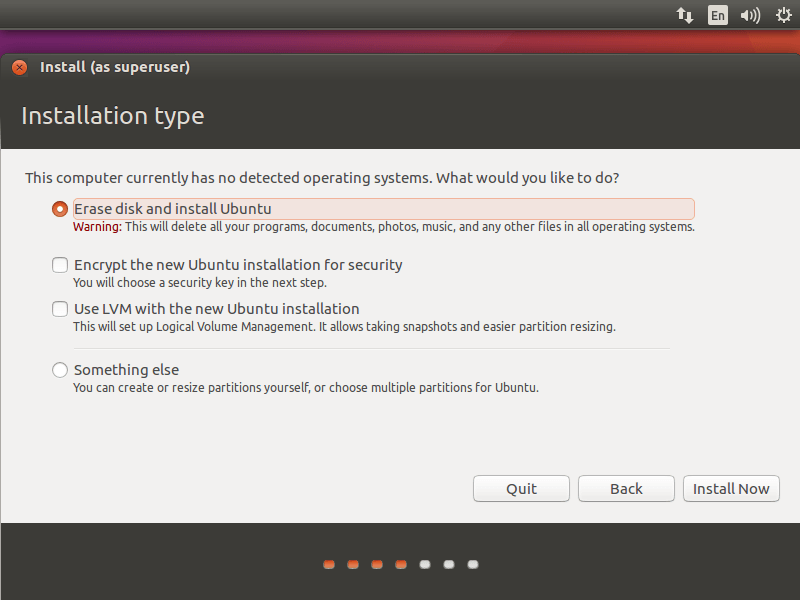 En
Install (as superuser)
Installation type
This computer currently has no detected operating systems. What would you like to do?
Erase disk and install Ubuntu
Warning: This will delete all your programs, documents, photos, music, and any other files in all operating systems.
Encrypt the new Ubuntu installation for security
You will choose a security key in the next step.
Use LVM with the new Ubuntu installation
This will set up Logical Volume Management. It allows taking snapshots and easier partition resizing.
Something else
You can create or resize partitions yourself, or choose multiple partitions for Ubuntu.
Quit
Back
Install Now